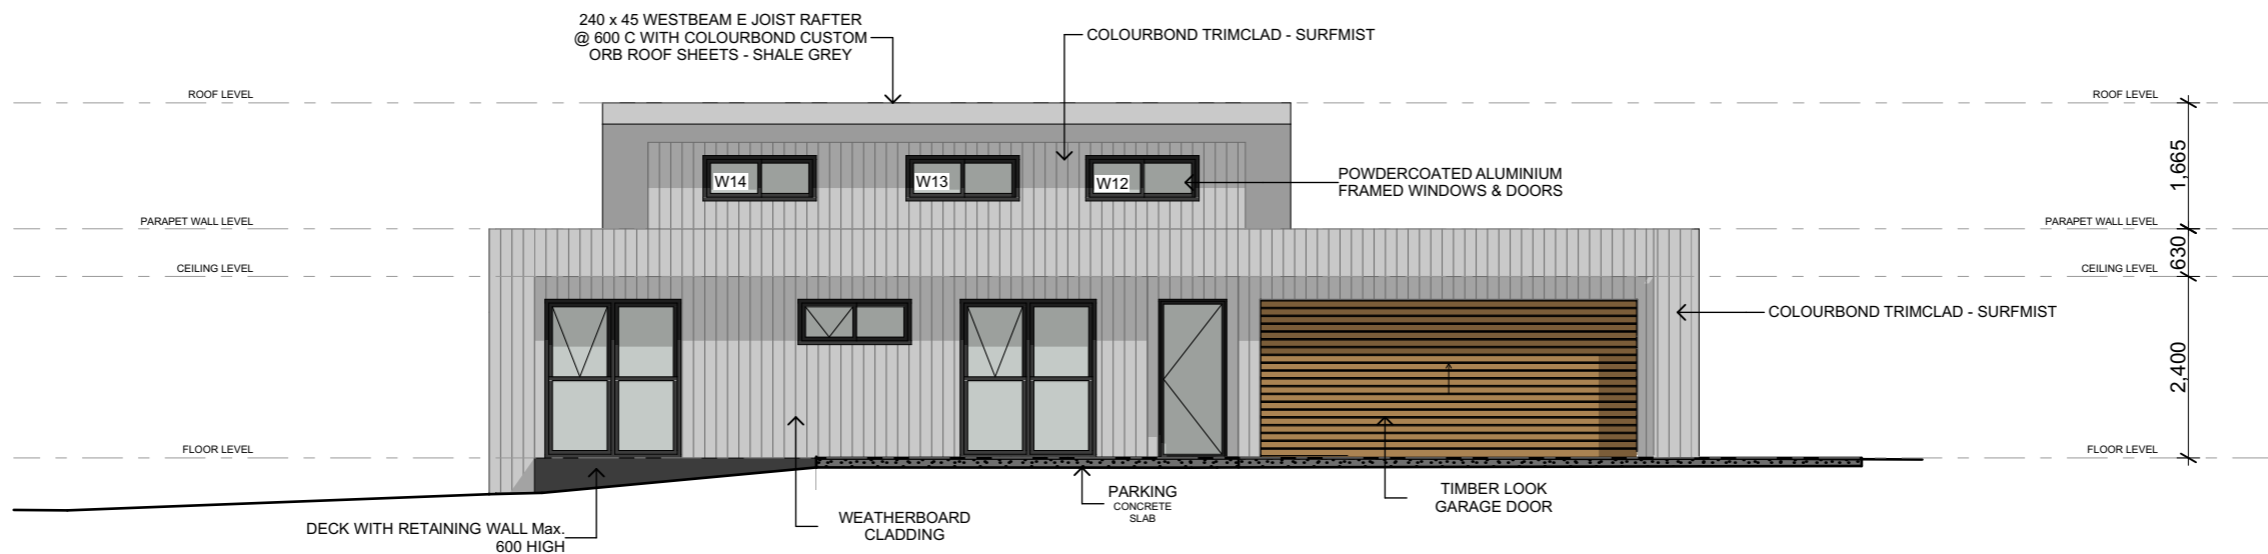 240 x 45 WESTBEAM E JOIST RAFTER
@ 600 C WITH COLOURBOND CUSTOM
ORB ROOF SHEETS - SHALE GREY
COLOURBOND TRIMCLAD - SURFMIST
ROOF LEVEL
ROOF LEVEL
1,665
W14
W13
W12
POWDERCOATED ALUMINIUM
FRAMED WINDOWS & DOORS
PARAPET WALL LEVEL
PARAPET WALL LEVEL
630
CEILING LEVEL
CEILING LEVEL
COLOURBOND TRIMCLAD - SURFMIST
2,400
FLOOR LEVEL
FLOOR LEVEL
DECK WITH RETAINING WALL Max.
600 HIGH
WEATHERBOARD
CLADDING
PARKING
CONCRETE
SLAB
TIMBER LOOK
GARAGE DOOR